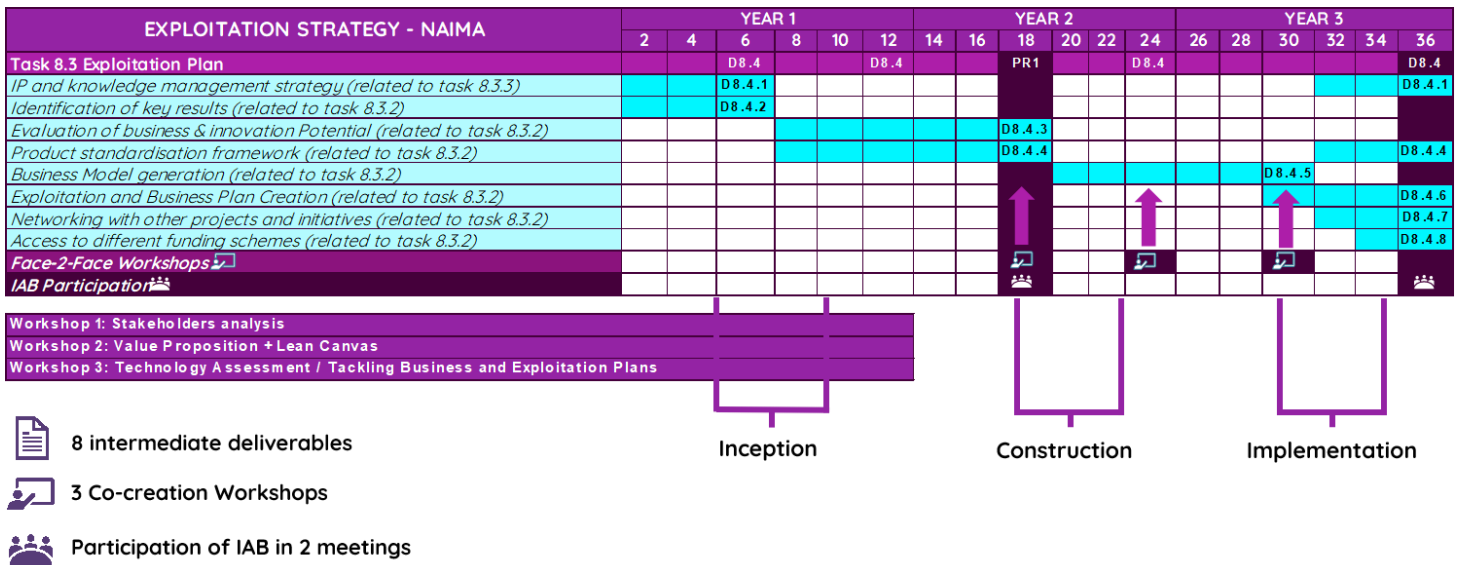 EXPLOITATION STRATEGY - NAIMA
YEAR 1 YEAR 2 YEAR 3
2 4 6 8 10 12 14 16 18 20 22 24 26 28 30 32 34 36
Task 8.3 Exploitation Plan D8.4 D8.4 PR1 D8.4 D8.4
IP and knowledge management strategy (related to task 8.3.3) D8.4.1 D8.4.1
Identification of key results (related to task 8.3.2) D8.4.2
Evaluation of business & innovation Potential (related to task 8.3.2) D8.4.3
Product standardisation framework (related to task 8.3.2) D8.4.4 D8.4.4
Business Model generation (related to task 8.3.2) D8.4.5
Exploitation and Business Plan Creation (related to task 8.3.2) D8.4.6
Networking with other projects and initiatives (related to task 8.3.2) D8.4.7
Access to different funding schemes (related to task 8.3.2) D8.4.8
Face-2-Face Workshops
IAB Participation
Workshop 1: Stakeholders analysis
Workshop 2: Value Proposition + Lean Canvas
Workshop 3: Technology Assessment / Tackling Business and Exploitation Plans
Inception Construction Implementation
8 intermediate deliverables
3 Co-creation Workshops
Participation of IAB in 2 meetings